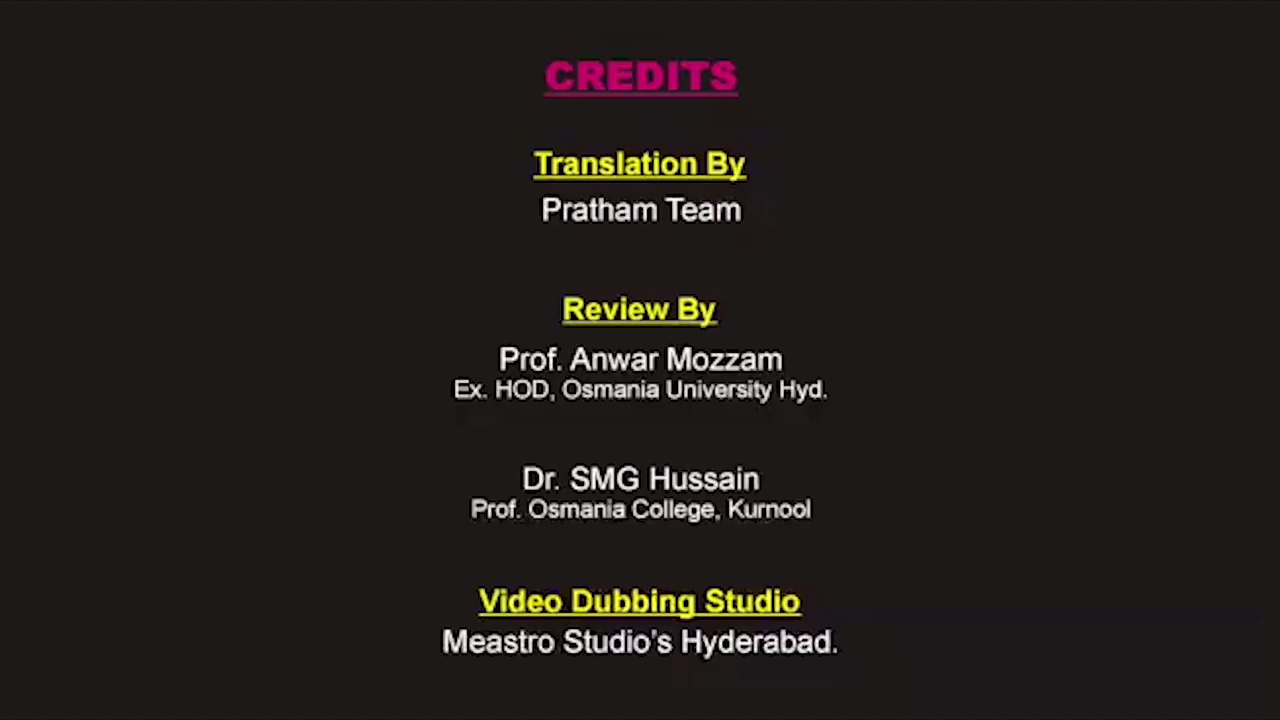 CREDITS
Translation By
Pratham Team
Review By
Prof. Anwar Mozzam
Ex. HOD, Osmania University Hyd.
Dr. SMG Hussain
Prof. Osmania College, Kurnool
Video Dubbing Studio
Meastro Studio's Hyderabad.